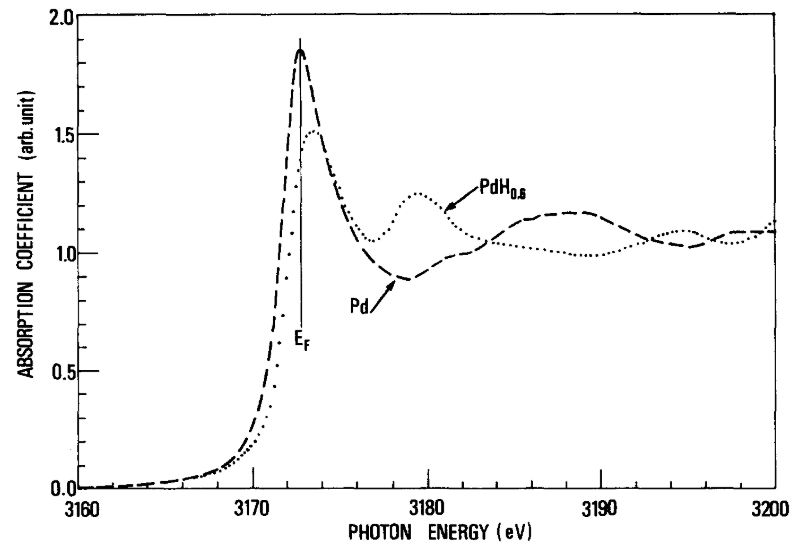 2.0
1.5
1.0
0.5
0.0
ABSORPTION COEFFICIENT (arb.unit)
PdH0.6
Pd
EF
3160
3170
3180
3190
3200
PHOTON ENERGY (eV)